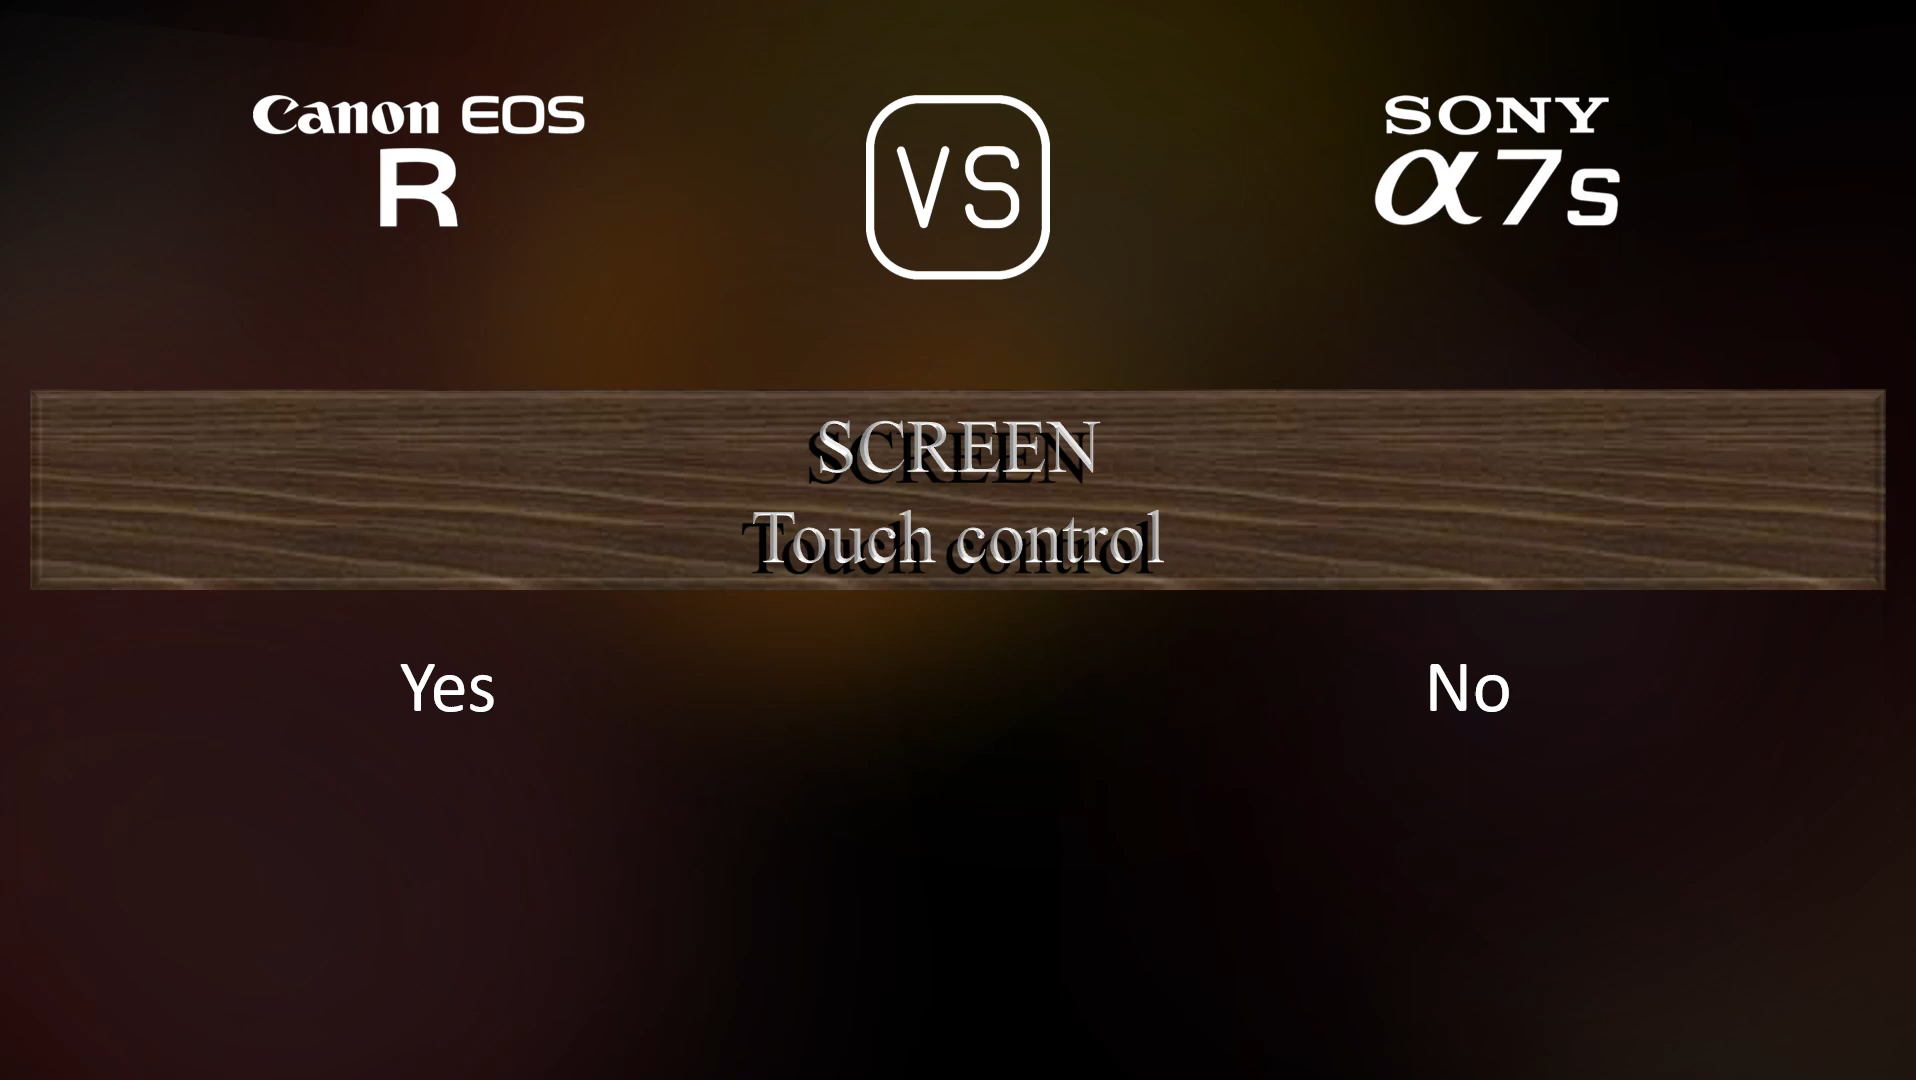 Canon EOS
R
VS
SONY
α7s
SCREEN
Touch control
Yes
No